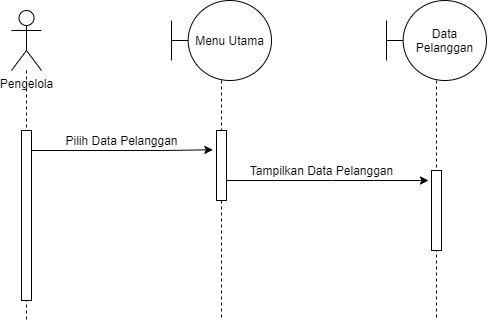 Pengelola
Menu Utama
Data
Pelanggan
Pilih Data Pelanggan
Tampilkan Data Pelanggan